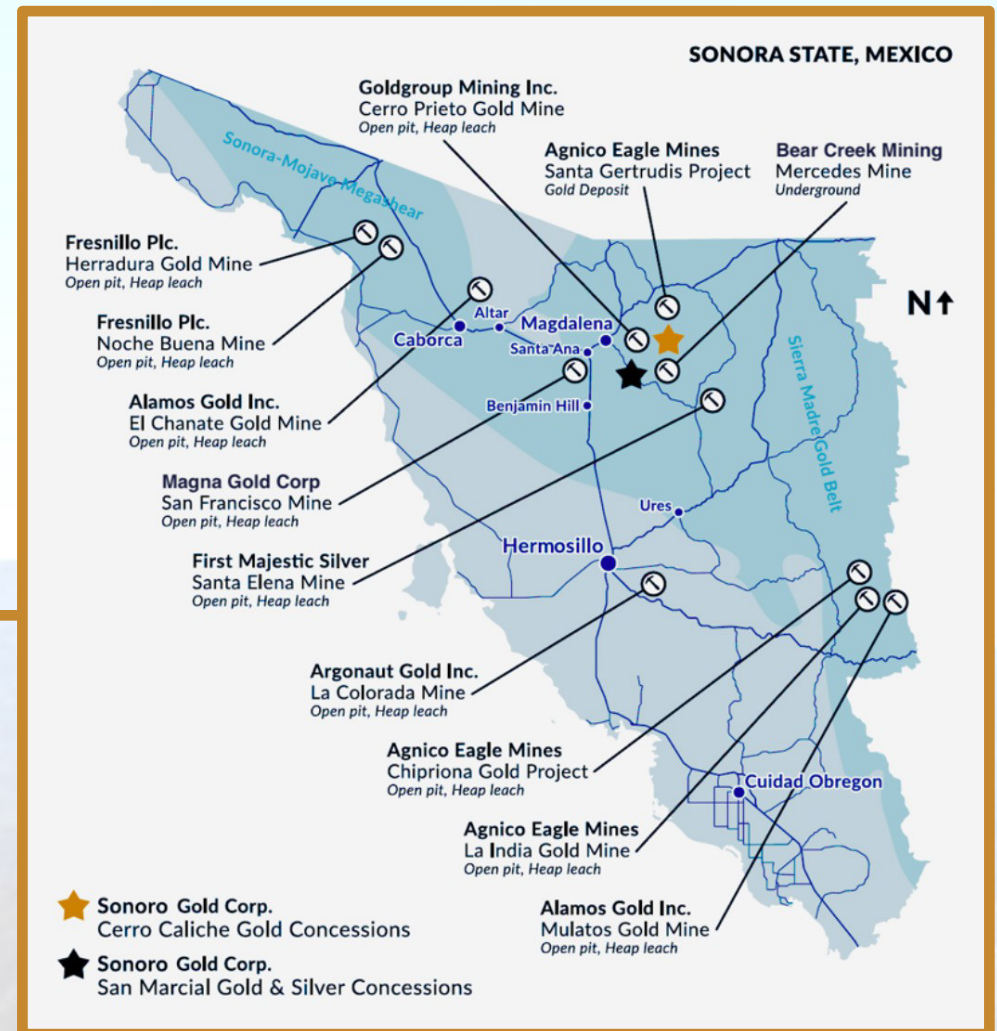 SONORA STATE, MEXICO
Goldgroup Mining Inc.
Cerro Prieto Gold Mine
Open pit, Heap leach
Agnico Eagle Mines
Santa Gertrudis Project
Gold Deposit
Bear Creek Mining
Mercedes Mine
Underground
Sonora-Mojave Megashear
Fresnillo Plc.
Herradura Gold Mine
Open pit, Heap leach
N
Fresnillo Plc.
Noche Buena Mine
Open pit, Heap leach
Altar
Caborca
Magdalena
Santa Ana
Benjamin Hill
Sierra Madre Gold Belt
Alamos Gold Inc.
El Chanate Gold Mine
Open pit, Heap leach
Magna Gold Corp
San Francisco Mine
Open pit, Heap leach
Ures
Hermosillo
First Majestic Silver
Santa Elena Mine
Open pit, Heap leach
Argonaut Gold Inc.
La Colorada Mine
Open pit, Heap leach
Agnico Eagle Mines
Chipriona Gold Project
Open pit, Heap leach
Cuidad Obregon
Agnico Eagle Mines
La India Gold Mine
Open pit, Heap leach
Alamos Gold Inc.
Mulatos Gold Mine
Open pit, Heap leach
Sonoro Gold Corp.
Cerro Caliche Gold Concessions
Sonoro Gold Corp.
San Marcial Gold & Silver Concessions